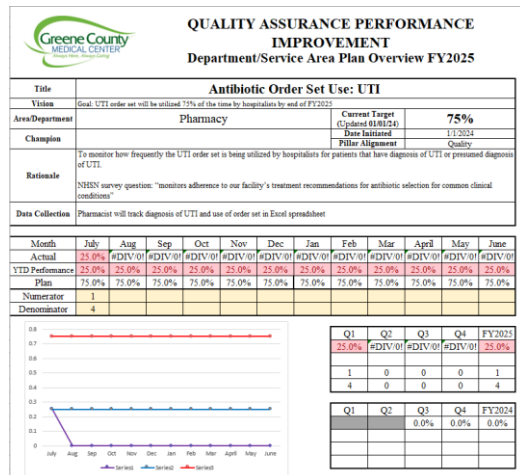 Greene County
MEDICAL CENTER
Always Here. Always Caring.
QUALITY ASSURANCE PERFORMANCE
IMPROVEMENT
Department/Service Area Plan Overview FY2025
Title Antibiotic Order Set Use: UTI
Vision Goal: UTI order set will be utilized 75% of the time by hospitalists by end of FY2025
Area/Department Pharmacy Current Target (Updated 01/01/24) 75%
Champion Date Initiated 1/1/2024
Pillar Alignment Quality
Rationale To monitor how frequently the UTI order set is being utilized by hospitalists for patients that have diagnosis of UTI or presumed diagnosis
of UTI.
NHSN survey question: "monitors adherence to our facility's treatment recommendations for antibiotic selection for common clinical
conditions"
Data Collection Pharmacist will track diagnosis of UTI and use of order set in Excel spreadsheet
Month July Aug Sep Oct Nov Dec Jan Feb Mar April May June
Actual 25.0% #DIV/0! #DIV/0! #DIV/0! #DIV/0! #DIV/0! #DIV/0! #DIV/0! #DIV/0! #DIV/0! #DIV/0! #DIV/0!
YTD Performance 25.0% 25.0% 25.0% 25.0% 25.0% 25.0% 25.0% 25.0% 25.0% 25.0% 25.0% 25.0%
Plan 75.0% 75.0% 75.0% 75.0% 75.0% 75.0% 75.0% 75.0% 75.0% 75.0% 75.0% 75.0%
Numerator 1
Denominator 4
0.8
0.7
0.6
0.5
0.4
0.3
0.2
0.1
0
July Aug Sep Oct Nov Dec Jan Feb Mar April May June
Series1 Series2 Series3
Q1 Q2 Q3 Q4 FY2025
25.0% #DIV/0! #DIV/0! #DIV/0! 25.0%
1 0 0 0 1
4 0 0 0 4
Q1 Q2 Q3 Q4 FY2024
0.0% 0.0% 0.0%